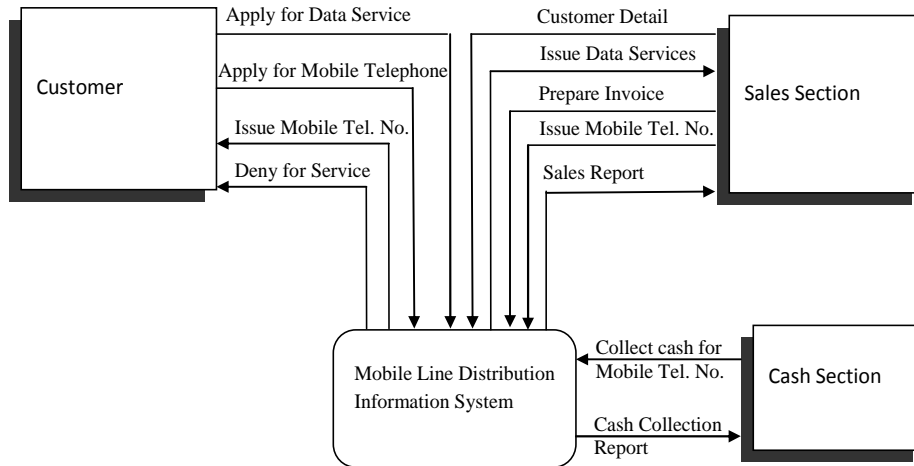 Apply for Data Service
Customer
Apply for Mobile Telephone
Issue Mobile Tel. No.
Deny for Service
Customer Detail
Issue Data Services
Prepare Invoice
Sales Section
Issue Mobile Tel. No.
Sales Report
Mobile Line Distribution
Information System
Collect cash for
Mobile Tel. No.
Cash Section
Cash Collection
Report